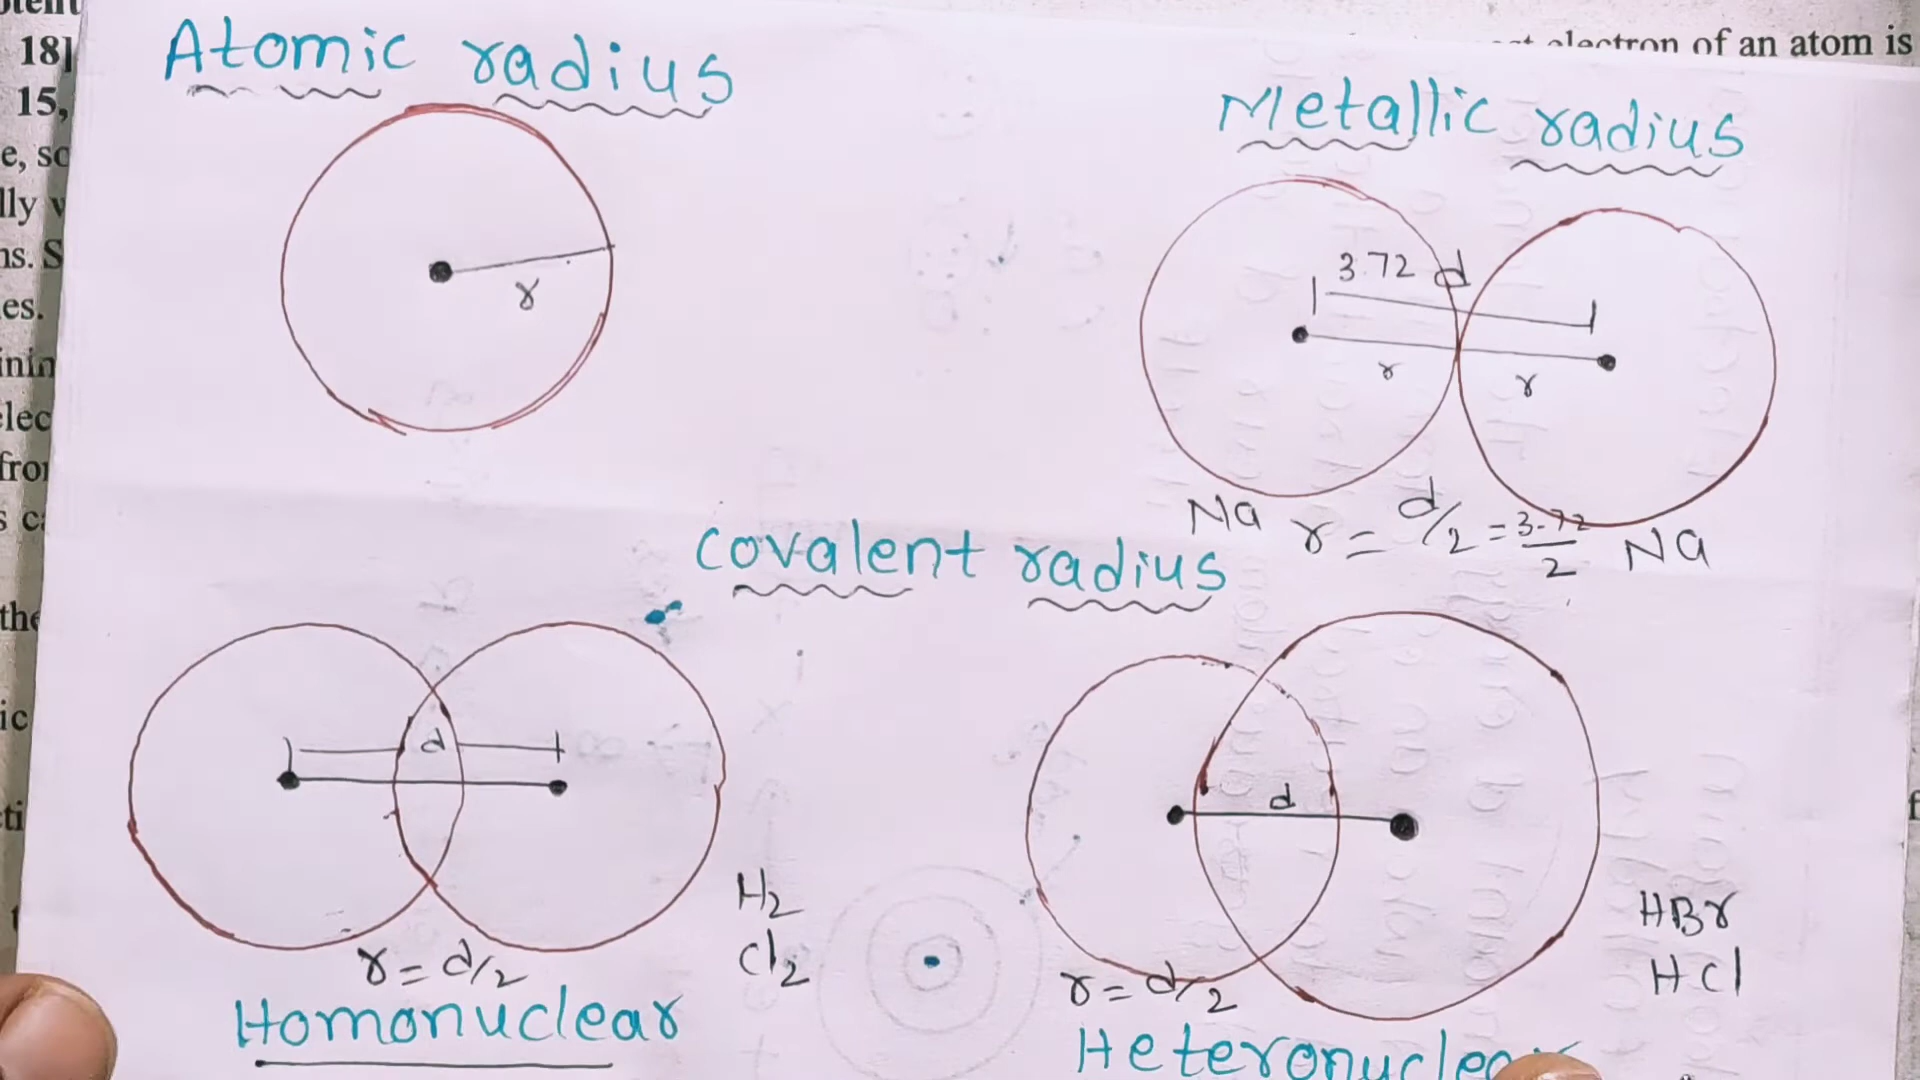 18]
15,
electron of an atom is
Atomic radius
r
Metallic radius
3.72 d
r r
Na r = d/2 = 3.72/2 Na
Covalent radius
d
H2
Cl2
r = d/2
Homonuclear
d
HBr
HCl
r = d/2
Heteronuclear